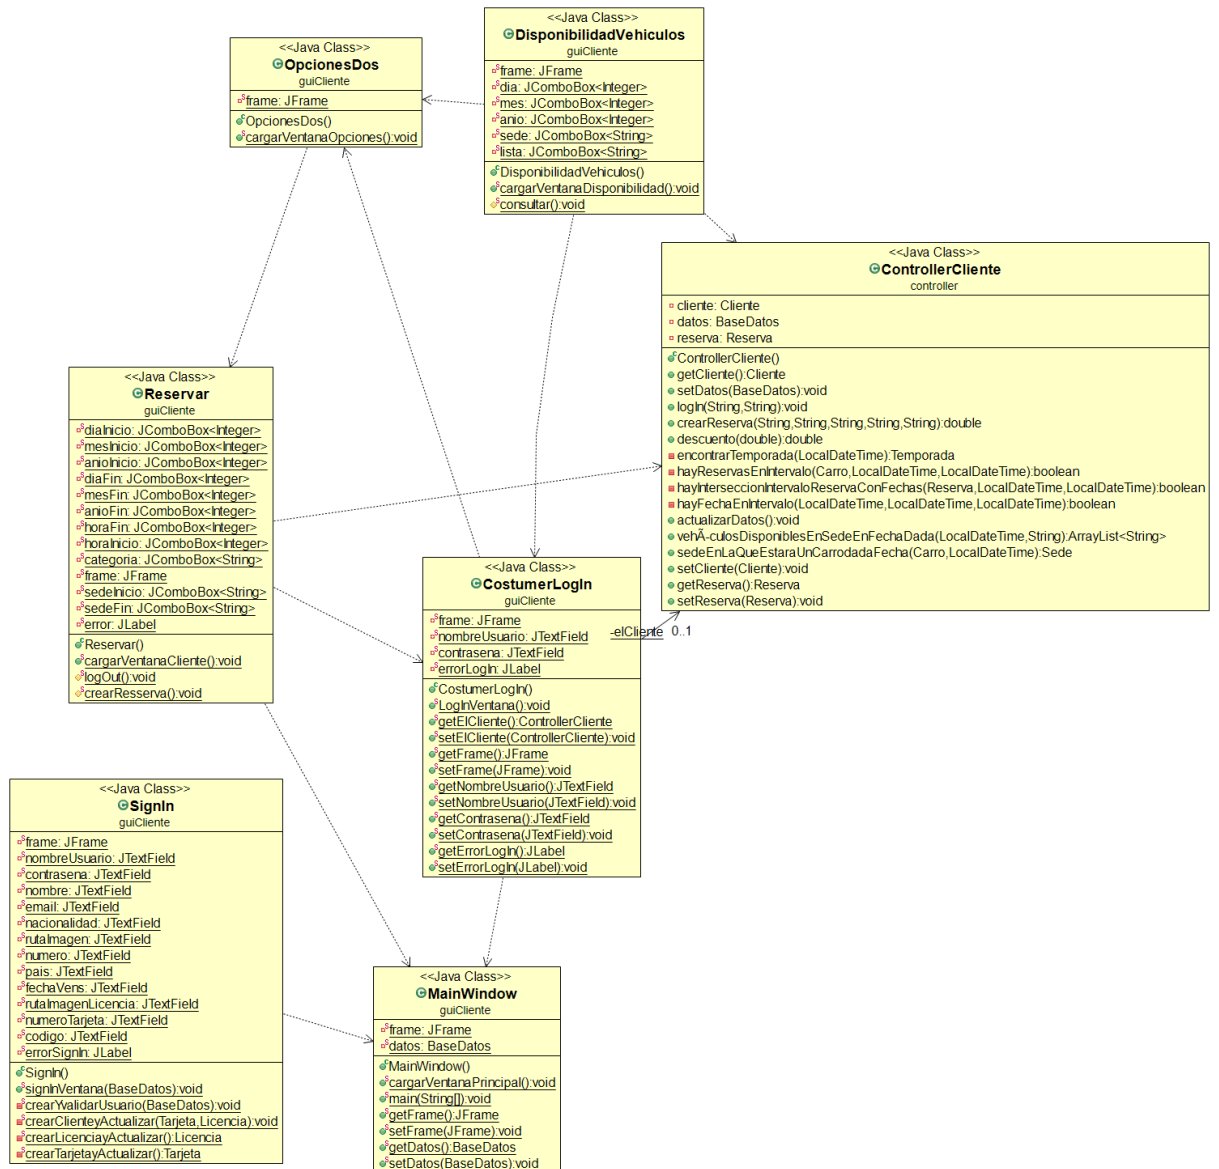 <<Java Class>>
DisponibilidadVehiculos
guiCliente
frame: JFrame
dia: JComboBox<Integer>
mes: JComboBox<Integer>
anio: JComboBox<Integer>
sede: JComboBox<String>
lista: JComboBox<String>
DisponibilidadVehiculos()
cargarVentanaDisponibilidad():void
consultar():void
<<Java Class>>
OpcionesDos
guiCliente
frame: JFrame
OpcionesDos()
cargarVentanaOpciones():void
<<Java Class>>
ControllerCliente
controller
cliente: Cliente
datos: BaseDatos
reserva: Reserva
ControllerCliente()
getCliente():Cliente
setDatos(BaseDatos):void
logIn(String,String):void
crearReserva(String,String,String,String,String):double
descuento(double):double
encontrarTemporada(LocalDateTime):Temporada
hayReservasEnIntervalo(Carro,LocalDateTime,LocalDateTime):boolean
hayInterseccionIntervaloReservaConFechas(Reserva,LocalDateTime,LocalDateTime):boolean
hayFechaEnIntervalo(LocalDateTime,LocalDateTime,LocalDateTime):boolean
actualizarDatos():void
vehÃ-culosDisponiblesEnSedeEnFechaDada(LocalDateTime,String):ArrayList<String>
sedeEnLaQueEstaraUnCarrodadaFecha(Carro,LocalDateTime):Sede
setCliente(Cliente):void
getReserva():Reserva
setReserva(Reserva):void
<<Java Class>>
Reservar
guiCliente
diaInicio: JComboBox<Integer>
mesInicio: JComboBox<Integer>
anioInicio: JComboBox<Integer>
diaFin: JComboBox<Integer>
mesFin: JComboBox<Integer>
anioFin: JComboBox<Integer>
horaFin: JComboBox<Integer>
horaInicio: JComboBox<Integer>
categoria: JComboBox<String>
frame: JFrame
sedeInicio: JComboBox<String>
sedeFin: JComboBox<String>
error: JLabel
Reservar()
cargarVentanaCliente():void
logOut():void
crearResserva():void
<<Java Class>>
CostumerLogIn
guiCliente
frame: JFrame
nombreUsuario: JTextField
contrasena: JTextField
errorLogIn: JLabel
CostumerLogIn()
LogInVentana():void
getElCliente():ControllerCliente
setElCliente(ControllerCliente):void
getFrame():JFrame
setFrame(JFrame):void
getNombreUsuario():JTextField
setNombreUsuario(JTextField):void
getContrasena():JTextField
setContrasena(JTextField):void
getErrorLogIn():JLabel
setErrorLogIn(JLabel):void
-elCliente 0..1
<<Java Class>>
SignIn
guiCliente
frame: JFrame
nombreUsuario: JTextField
contrasena: JTextField
nombre: JTextField
email: JTextField
nacionalidad: JTextField
rutaImagen: JTextField
numero: JTextField
pais: JTextField
fechaVens: JTextField
rutaImagenLicencia: JTextField
numeroTarjeta: JTextField
codigo: JTextField
errorSignIn: JLabel
SignIn()
signInVentana(BaseDatos):void
crearYvalidarUsuario(BaseDatos):void
crearClienteyActualizar(Tarjeta,Licencia):void
crearLicenciayActualizar():Licencia
crearTarjetayActualizar():Tarjeta
<<Java Class>>
MainWindow
guiCliente
frame: JFrame
datos: BaseDatos
MainWindow()
cargarVentanaPrincipal():void
main(String[]):void
getFrame():JFrame
setFrame(JFrame):void
getDatos():BaseDatos
setDatos(BaseDatos):void